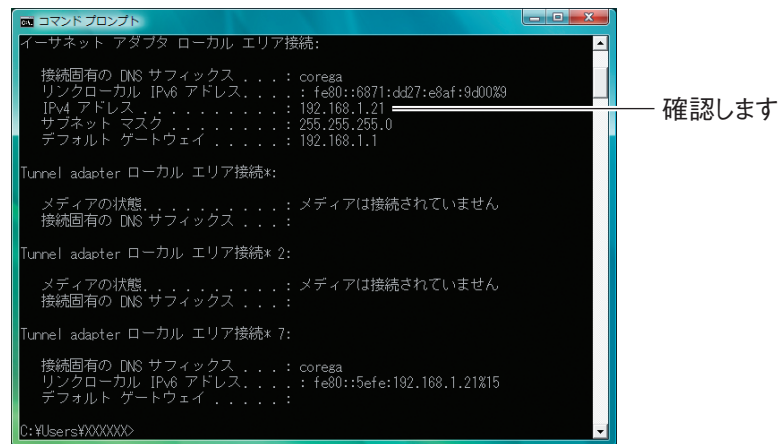 コマンド プロンプト
イーサネット アダプタ ローカル エリア接続:
接続固有の DNS サフィックス . . . : corega
リンクローカル IPv6 アドレス. . . . : fe80::6871:dd27:e8af:9d00%9
IPv4 アドレス . . . . . . . . . . : 192.168.1.21
確認します
サブネット マスク . . . . . . . . : 255.255.255.0
デフォルト ゲートウェイ . . . . . : 192.168.1.1
Tunnel adapter ローカル エリア接続*:
メディアの状態. . . . . . . . . . . : メディアは接続されていません
接続固有の DNS サフィックス . . . :
Tunnel adapter ローカル エリア接続* 2:
メディアの状態. . . . . . . . . . . : メディアは接続されていません
接続固有の DNS サフィックス . . . :
Tunnel adapter ローカル エリア接続* 7:
接続固有の DNS サフィックス . . . : corega
リンクローカル IPv6 アドレス. . . . : fe80::5efe:192.168.1.21%15
デフォルト ゲートウェイ . . . . . :
C:¥Users¥XXXXXX>